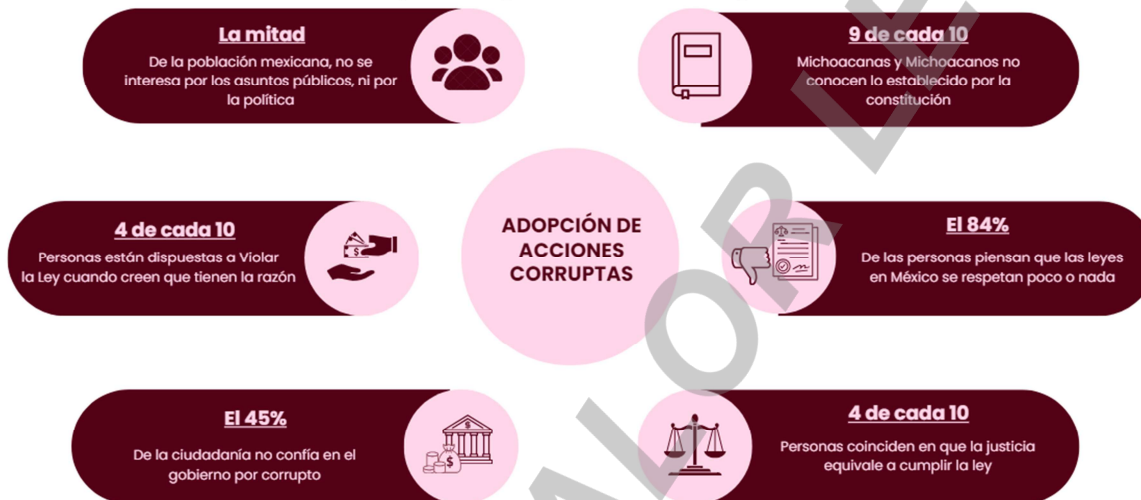 La mitad
De la población mexicana, no se
interesa por los asuntos públicos, ni por
la política
9 de cada 10
Michoacanas y Michoacanos no
conocen lo establecido por la
constitución
4 de cada 10
Personas están dispuestas a Violar
la Ley cuando creen que tienen la razón
ADOPCIÓN DE
ACCIONES
CORRUPTAS
El 84%
De las personas piensan que las leyes
en México se respetan poco o nada
El 45%
De la ciudadanía no confía en el
gobierno por corrupto
4 de cada 10
Personas coinciden en que la justicia
equivale a cumplir la ley
ALOR LE